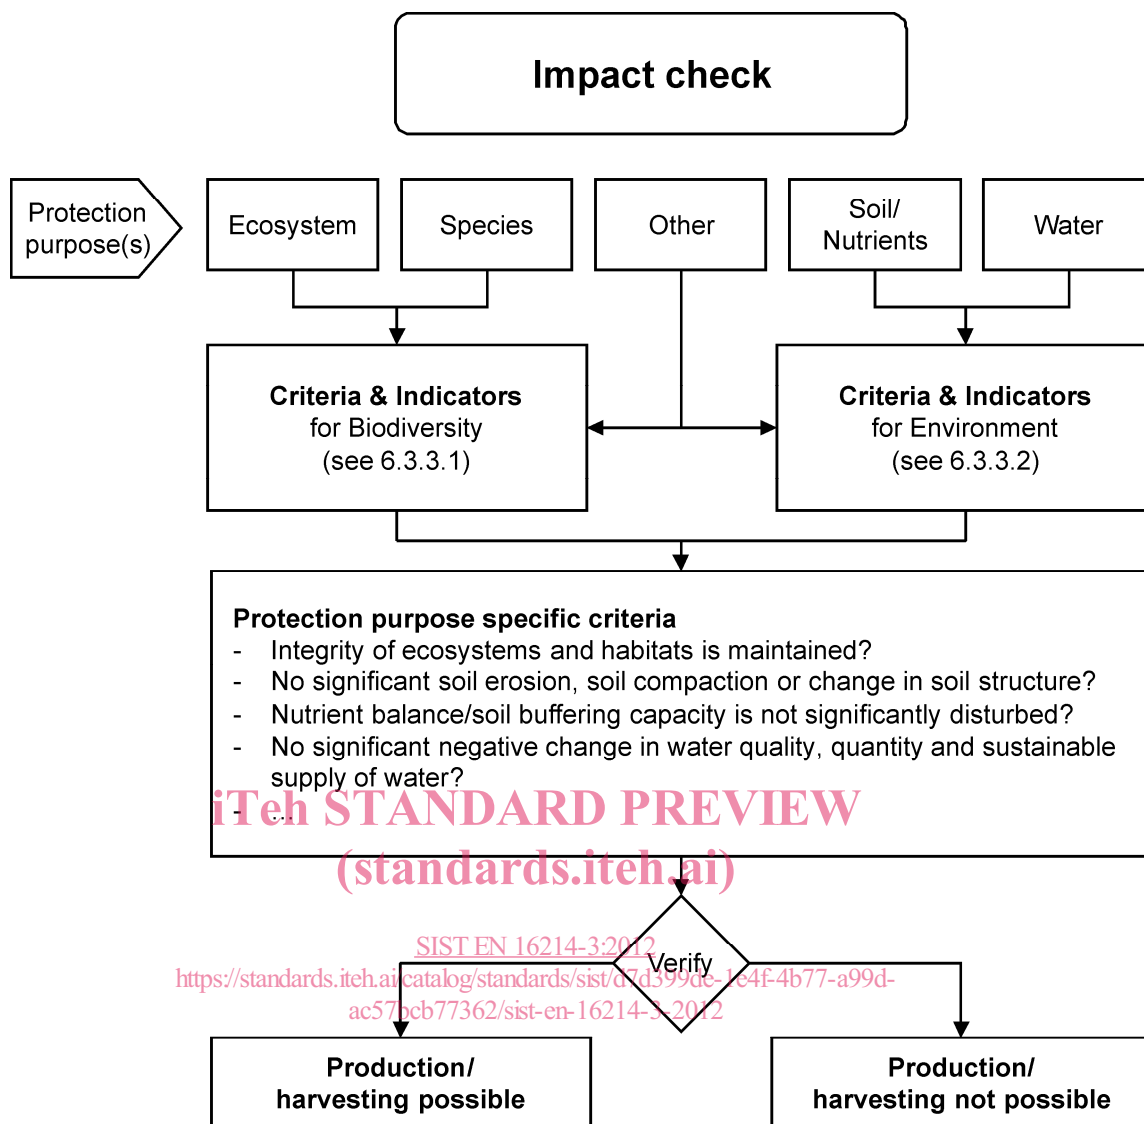 Impact check
Protection
purpose(s)
Ecosystem
Species
Other
Soil/
Nutrients
Water
Criteria & Indicators
for Biodiversity
(see 6.3.3.1)
Criteria & Indicators
for Environment
(see 6.3.3.2)
Protection purpose specific criteria
- Integrity of ecosystems and habitats is maintained?
- No significant soil erosion, soil compaction or change in soil structure?
- Nutrient balance/soil buffering capacity is not significantly disturbed?
- No significant negative change in water quality, quantity and sustainable
supply of water?
- ...
iTeh STANDARD PREVIEW
(standards.iteh.ai)
SIST EN 16214-3:2012
Verify
https://standards.iteh.ai/catalog/standards/sist/d7d399de-1e4f-4b77-a99d-
ac57bcb77362/sist-en-16214-3-2012
Production/
harvesting possible
Production/
harvesting not possible